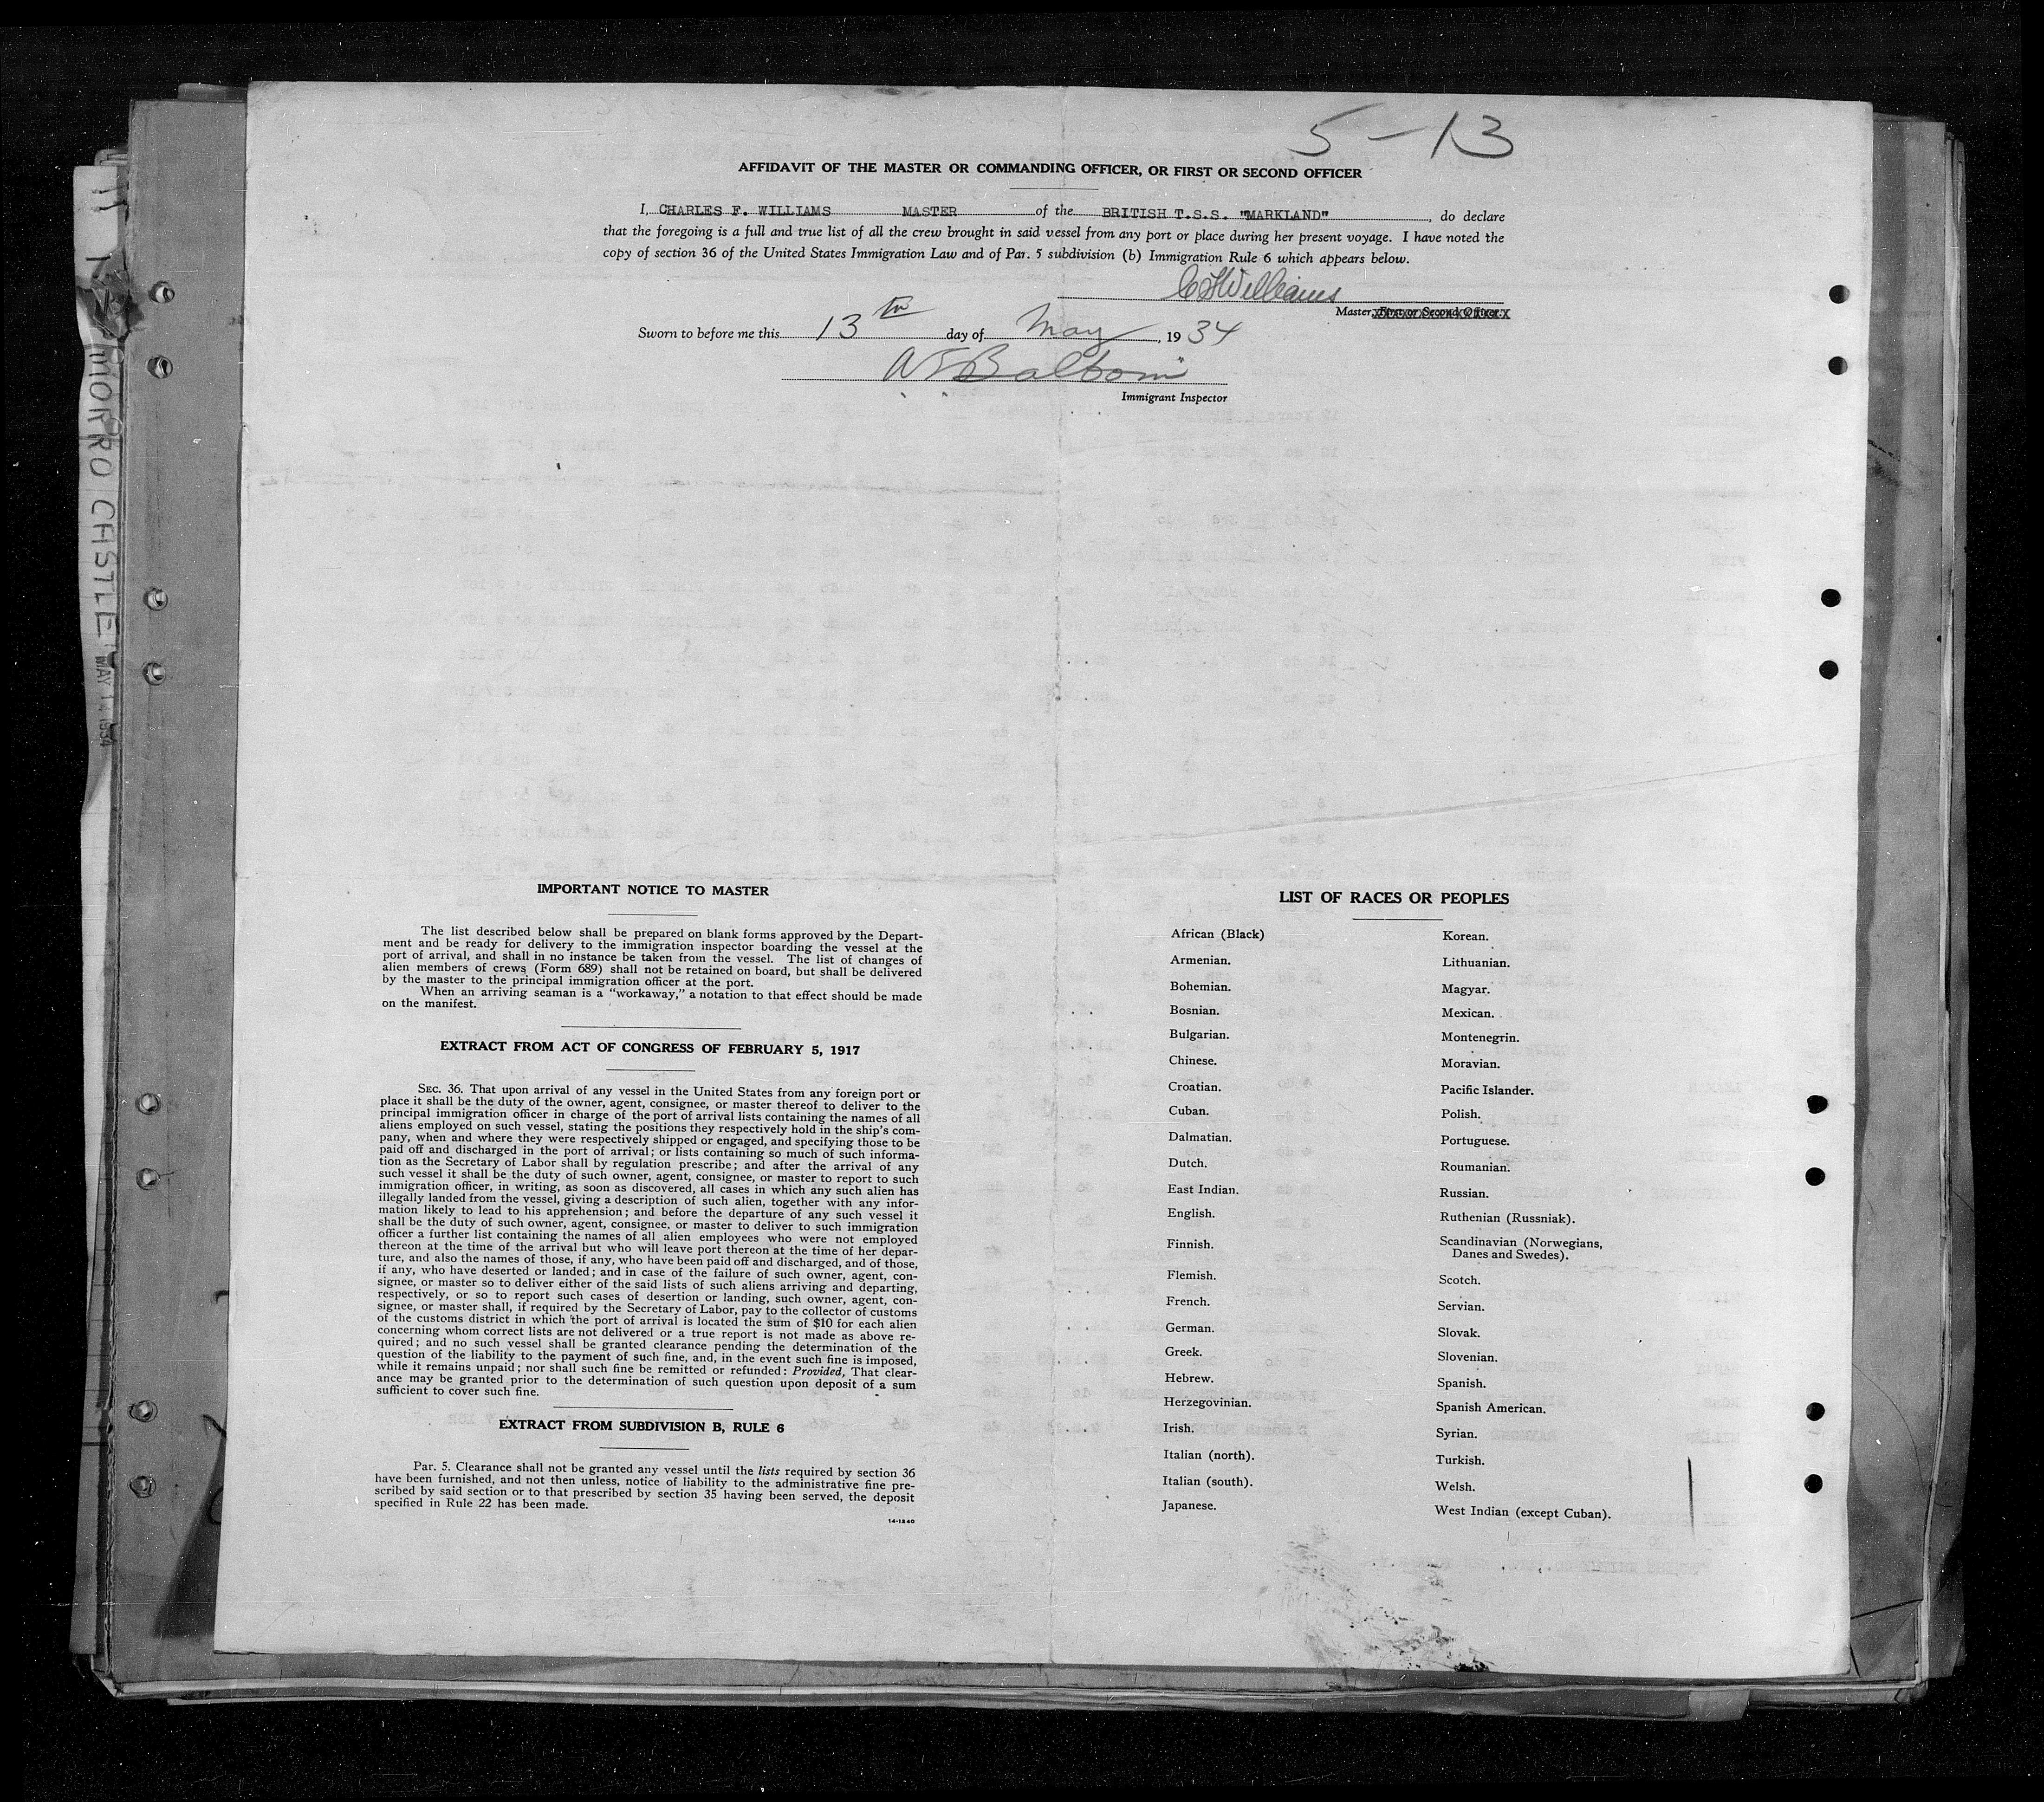 5-13
AFFIDAVIT OF THE MASTER OR COMMANDING OFFICER, OR FIRST OR SECOND OFFICER
I, CHARLES F. WILLIAMS MASTER of the BRITISH T.S.S. "MARKLAND", do declare
that the foregoing is a full and true list of all the crew brought in said vessel from any port or place during her present voyage. I have noted the
copy of section 36 of the United States Immigration Law and of Par. 5 subdivision (b) Immigration Rule 6 which appears below.
CFWilliams
Master, First or Second Officer.
Sworn to before me this 13th day of May, 1934
Immigrant Inspector
MORRO CASTLE MAY 14 1934
IMPORTANT NOTICE TO MASTER
The list described below shall be prepared on blank forms approved by the Depart-
ment and be ready for delivery to the immigration inspector boarding the vessel at the
port of arrival, and shall in no instance be taken from the vessel. The list of changes of
alien members of crews (Form 689) shall not be retained on board, but shall be delivered
by the master to the principal immigration officer at the port.
When an arriving seaman is a "workaway," a notation to that effect should be made
on the manifest.
EXTRACT FROM ACT OF CONGRESS OF FEBRUARY 5, 1917
SEC. 36. That upon arrival of any vessel in the United States from any foreign port or
place it shall be the duty of the owner, agent, consignee, or master thereof to deliver to the
principal immigration officer in charge of the port of arrival lists containing the names of all
aliens employed on such vessel, stating the positions they respectively hold in the ship's com-
pany, when and where they were respectively shipped or engaged, and specifying those to be
paid off and discharged in the port of arrival; or lists containing so much of such informa-
tion as the Secretary of Labor shall by regulation prescribe; and after the arrival of any
such vessel it shall be the duty of such owner, agent, consignee, or master to report to such
immigration officer, in writing, as soon as discovered, all cases in which any such alien has
illegally landed from the vessel, giving a description of such alien, together with any infor-
mation likely to lead to his apprehension; and before the departure of any such vessel it
shall be the duty of such owner, agent, consignee. or master to deliver to such immigration
officer a further list containing the names of all alien employees who were not employed
thereon at the time of the arrival but who will leave port thereon at the time of her depar-
ture, and also the names of those, if any, who have been paid off and discharged, and of those,
if any, who have deserted or landed; and in case of the failure of such owner, agent, con-
signee, or master so to deliver either of the said lists of such aliens arriving and departing,
respectively, or so to report such cases of desertion or landing, such owner, agent, con-
signee, or master shall, if required by the Secretary of Labor, pay to the collector of customs
of the customs district in which the port of arrival is located the sum of $10 for each alien
concerning whom correct lists are not delivered or a true report is not made as above re-
quired; and no such vessel shall be granted clearance pending the determination of the
question of the liability to the payment of such fine, and, in the event such fine is imposed,
while it remains unpaid; nor shall such fine be remitted or refunded: Provided, That clear-
ance may be granted prior to the determination of such question upon deposit of a sum
sufficient to cover such fine.
EXTRACT FROM SUBDIVISION B, RULE 6
Par. 5. Clearance shall not be granted any vessel until the lists required by section 36
have been furnished, and not then unless, notice of liability to the administrative fine pre-
scribed by said section or to that prescribed by section 35 having been served, the deposit
specified in Rule 22 has been made.
14-1240
LIST OF RACES OR PEOPLES
African (Black)
Armenian.
Bohemian.
Bosnian.
Bulgarian.
Chinese.
Croatian.
Cuban.
Dalmatian.
Dutch.
East Indian.
English.
Finnish.
Flemish.
French.
German.
Greek.
Hebrew.
Herzegovinian.
Irish.
Italian (north).
Italian (south).
Japanese.
Korean.
Lithuanian.
Magyar.
Mexican.
Montenegrin.
Moravian.
Pacific Islander.
Polish.
Portuguese.
Roumanian.
Russian.
Ruthenian (Russniak).
Scandinavian (Norwegians,
Danes and Swedes).
Scotch.
Servian.
Slovak.
Slovenian.
Spanish.
Spanish American.
Syrian.
Turkish.
Welsh.
West Indian (except Cuban).